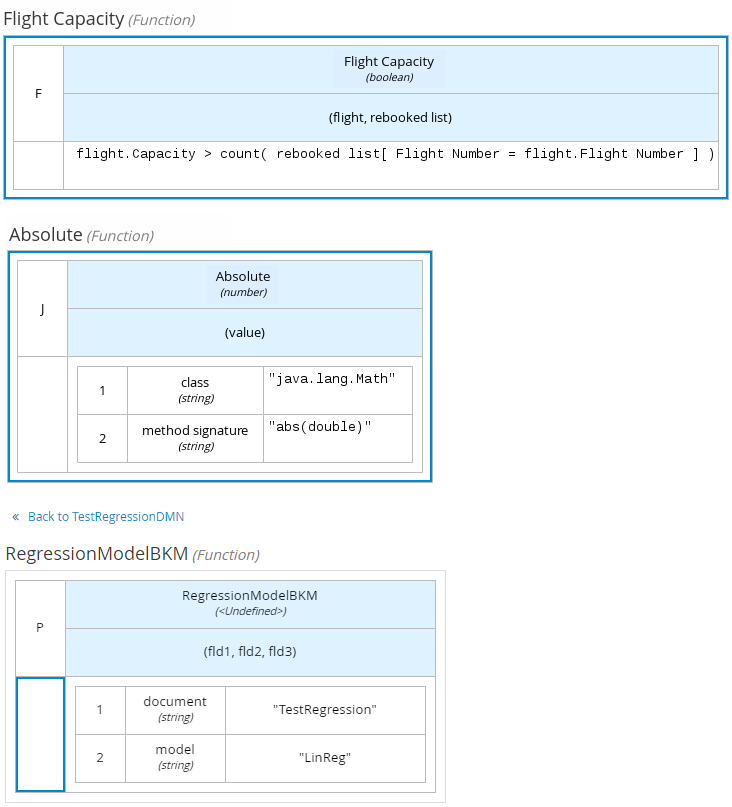 Flight Capacity (Function)
F
Flight Capacity
(boolean)
(flight, rebooked list)
flight.Capacity > count( rebooked list[ Flight Number = flight.Flight Number ] )
Absolute (Function)
J
Absolute
(number)
(value)
1
class
(string)
"java.lang.Math"
2
method signature
(string)
"abs(double)"
« Back to TestRegressionDMN
RegressionModelBKM (Function)
P
RegressionModelBKM
(<Undefined>)
(fld1, fld2, fld3)
1
document
(string)
"TestRegression"
2
model
(string)
"LinReg"